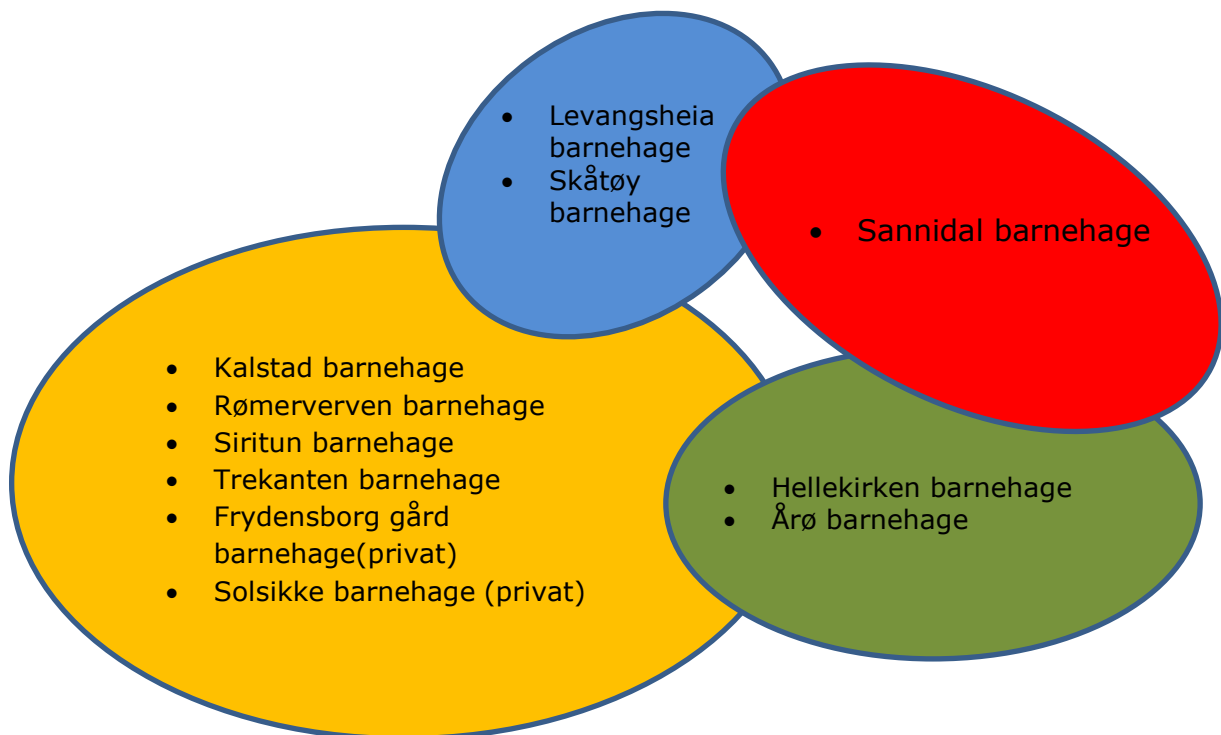 • Levangsheia
barnehage
• Skåtøy
barnehage
• Sannidal barnehage
• Kalstad barnehage
• Rømerverven barnehage
• Siritun barnehage
• Trekanten barnehage
• Frydensborg gård
barnehage(privat)
• Solsikke barnehage (privat)
• Hellekirken barnehage
• Årø barnehage